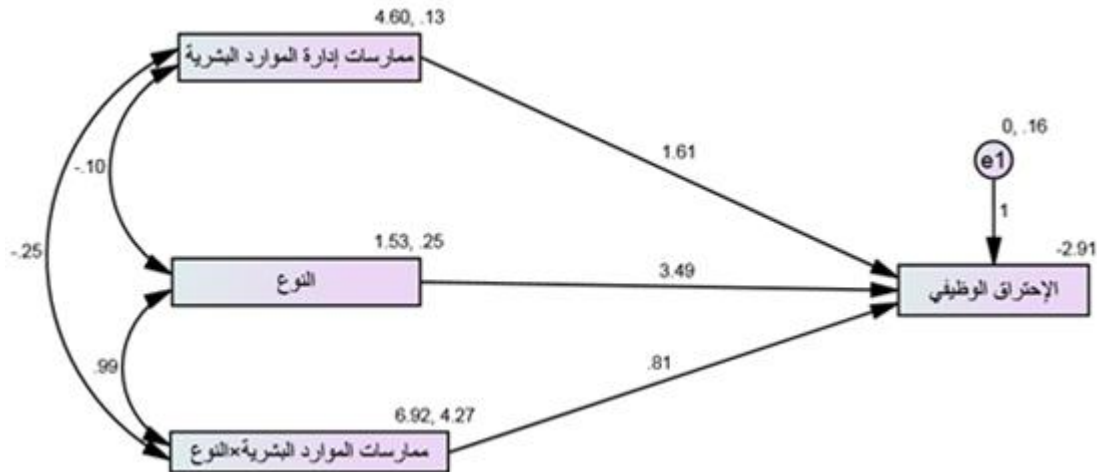 4.60, .13
ممارسات إدارة الموارد البشرية
-.10
-.25
1.61
0, .16
e1
1
1.53, .25
النوع
3.49
-2.91
الإحتراق الوظيفي
.99
.81
6.92, 4.27
ممارسات الموارد البشرية×النوع